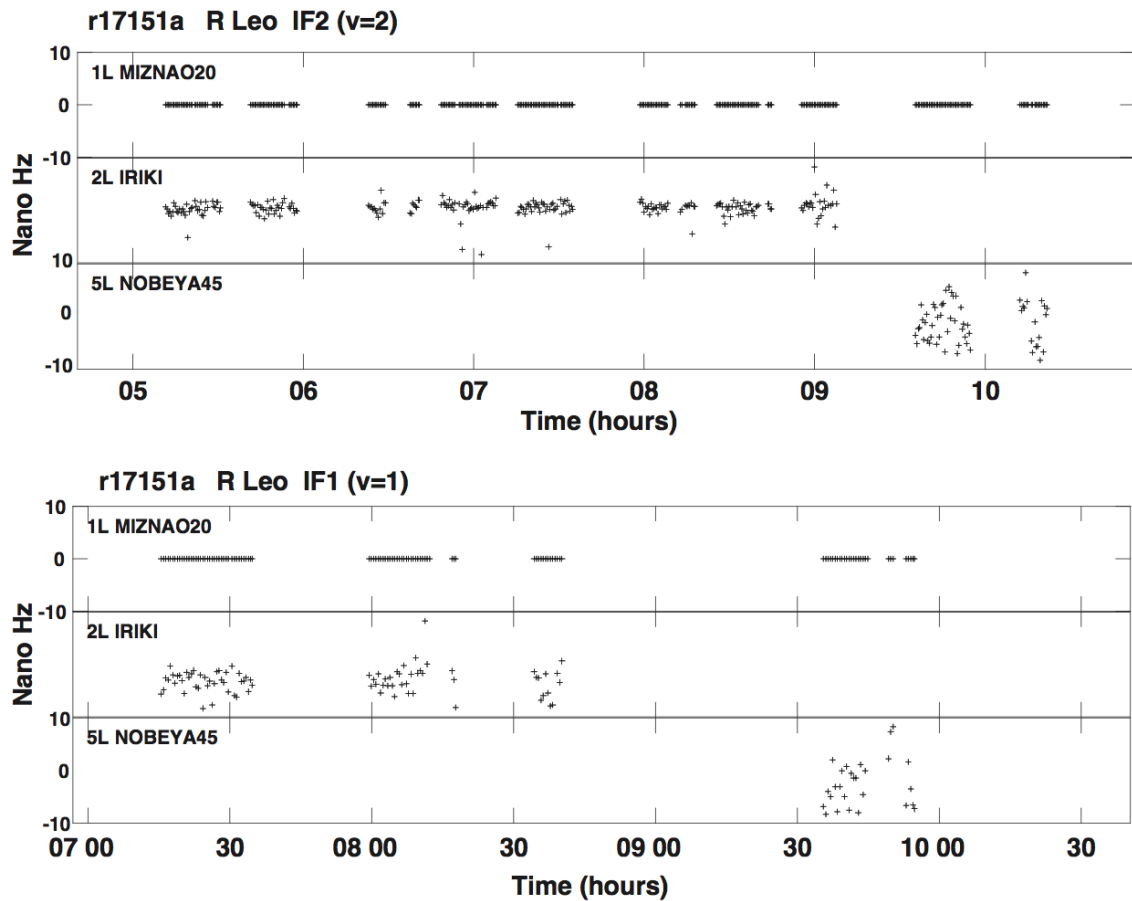 r17151a R Leo IF2 (v=2)
10
1L MIZNAO20
0
-10
2L IRIKI
Nano Hz
10
5L NOBEYA45
0
-10
05 06 07 08 09 10
Time (hours)
r17151a R Leo IF1 (v=1)
10
1L MIZNAO20
0
-10
2L IRIKI
Nano Hz
10
5L NOBEYA45
0
-10
07 00 30 08 00 30 09 00 30 10 00 30
Time (hours)